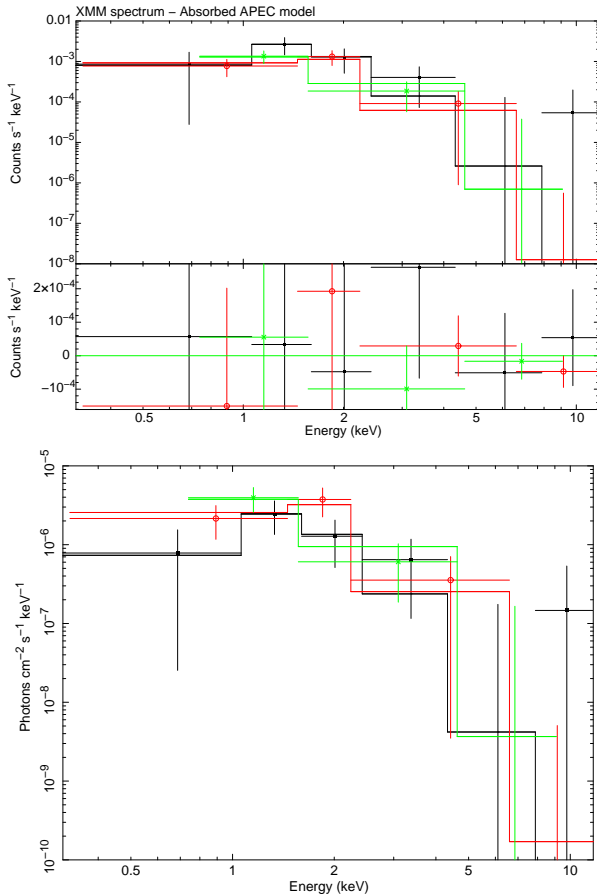 XMM spectrum − Absorbed APEC model
0.01
10−3
10−4
10−5
10−6
10−7
10−8
Counts s−1 keV−1
2×10−4
0
−10−4
Counts s−1 keV−1
0.5 1 2 5 10
Energy (keV)
10−5
10−6
10−7
10−8
10−9
10−10
Photons cm−2 s−1 keV−1
0.5 1 2 5 10
Energy (keV)